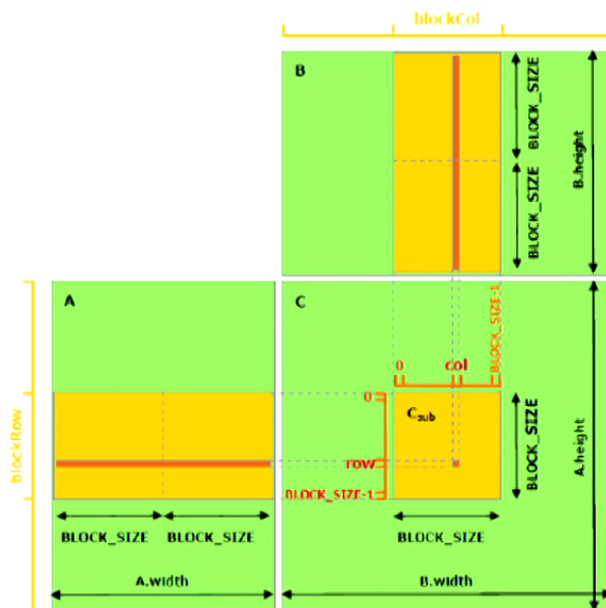 blockCol
B
BLOCK_SIZE
BLOCK_SIZE
B.height
A
C
BLOCK_SIZE-1
0
col
0
C_sub
blockRow
row
BLOCK_SIZE-1
BLOCK_SIZE
A.height
BLOCK_SIZE
BLOCK_SIZE
BLOCK_SIZE
A.width
B.width